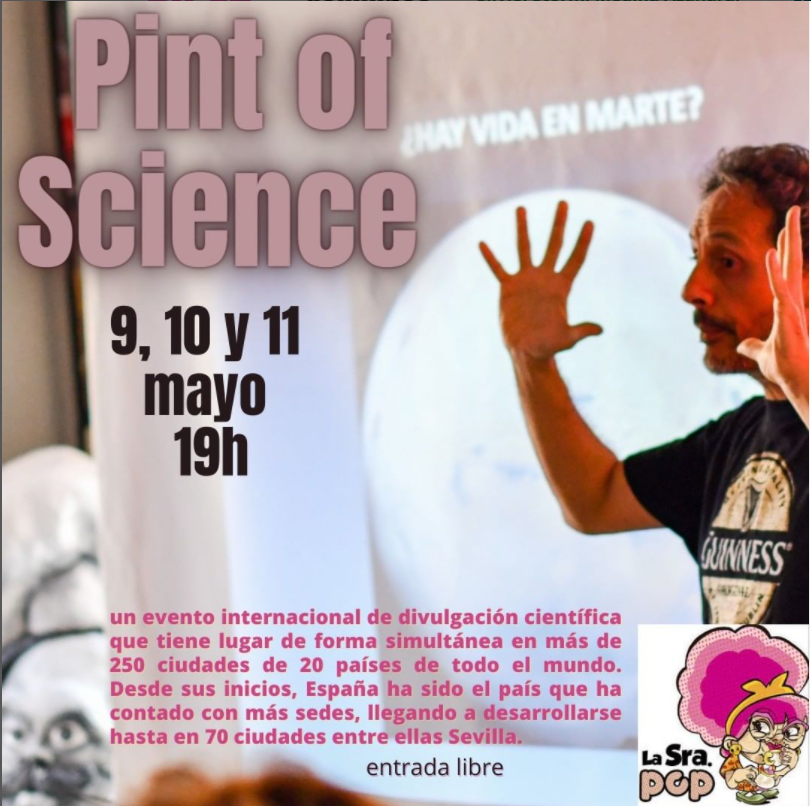 Pint of
Science
¿HAY VIDA EN MARTE?
9, 10 y 11
mayo
19h
GUINNESS
un evento internacional de divulgación científica
que tiene lugar de forma simultánea en más de
250 ciudades de 20 países de todo el mundo.
Desde sus inicios, España ha sido el país que ha
contado con más sedes, llegando a desarrollarse
hasta en 70 ciudades entre ellas Sevilla.
entrada libre
La Sra.
pop